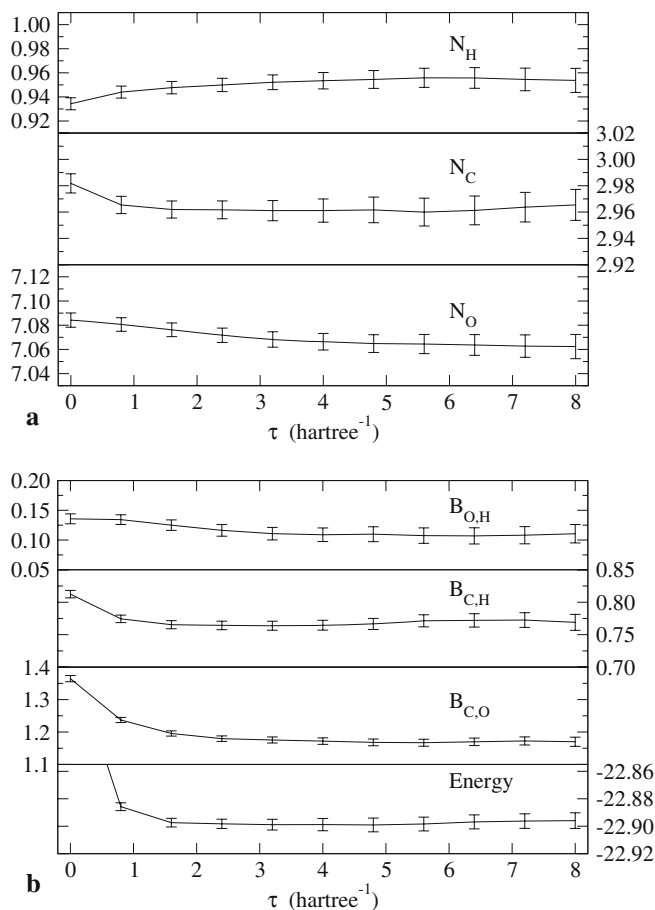 1.00
0.98
0.96
0.94
0.92
N_H
3.02
3.00
2.98
2.96
2.94
2.92
N_C
7.12
7.10
7.08
7.06
7.04
N_O
0 1 2 3 4 5 6 7 8
a
τ (hartree⁻¹)
0.20
0.15
0.10
0.05
B_O,H
0.85
0.80
0.75
0.70
B_C,H
1.4
1.3
1.2
1.1
B_C,O
Energy
-22.86
-22.88
-22.90
-22.92
0 1 2 3 4 5 6 7 8
b
τ (hartree⁻¹)